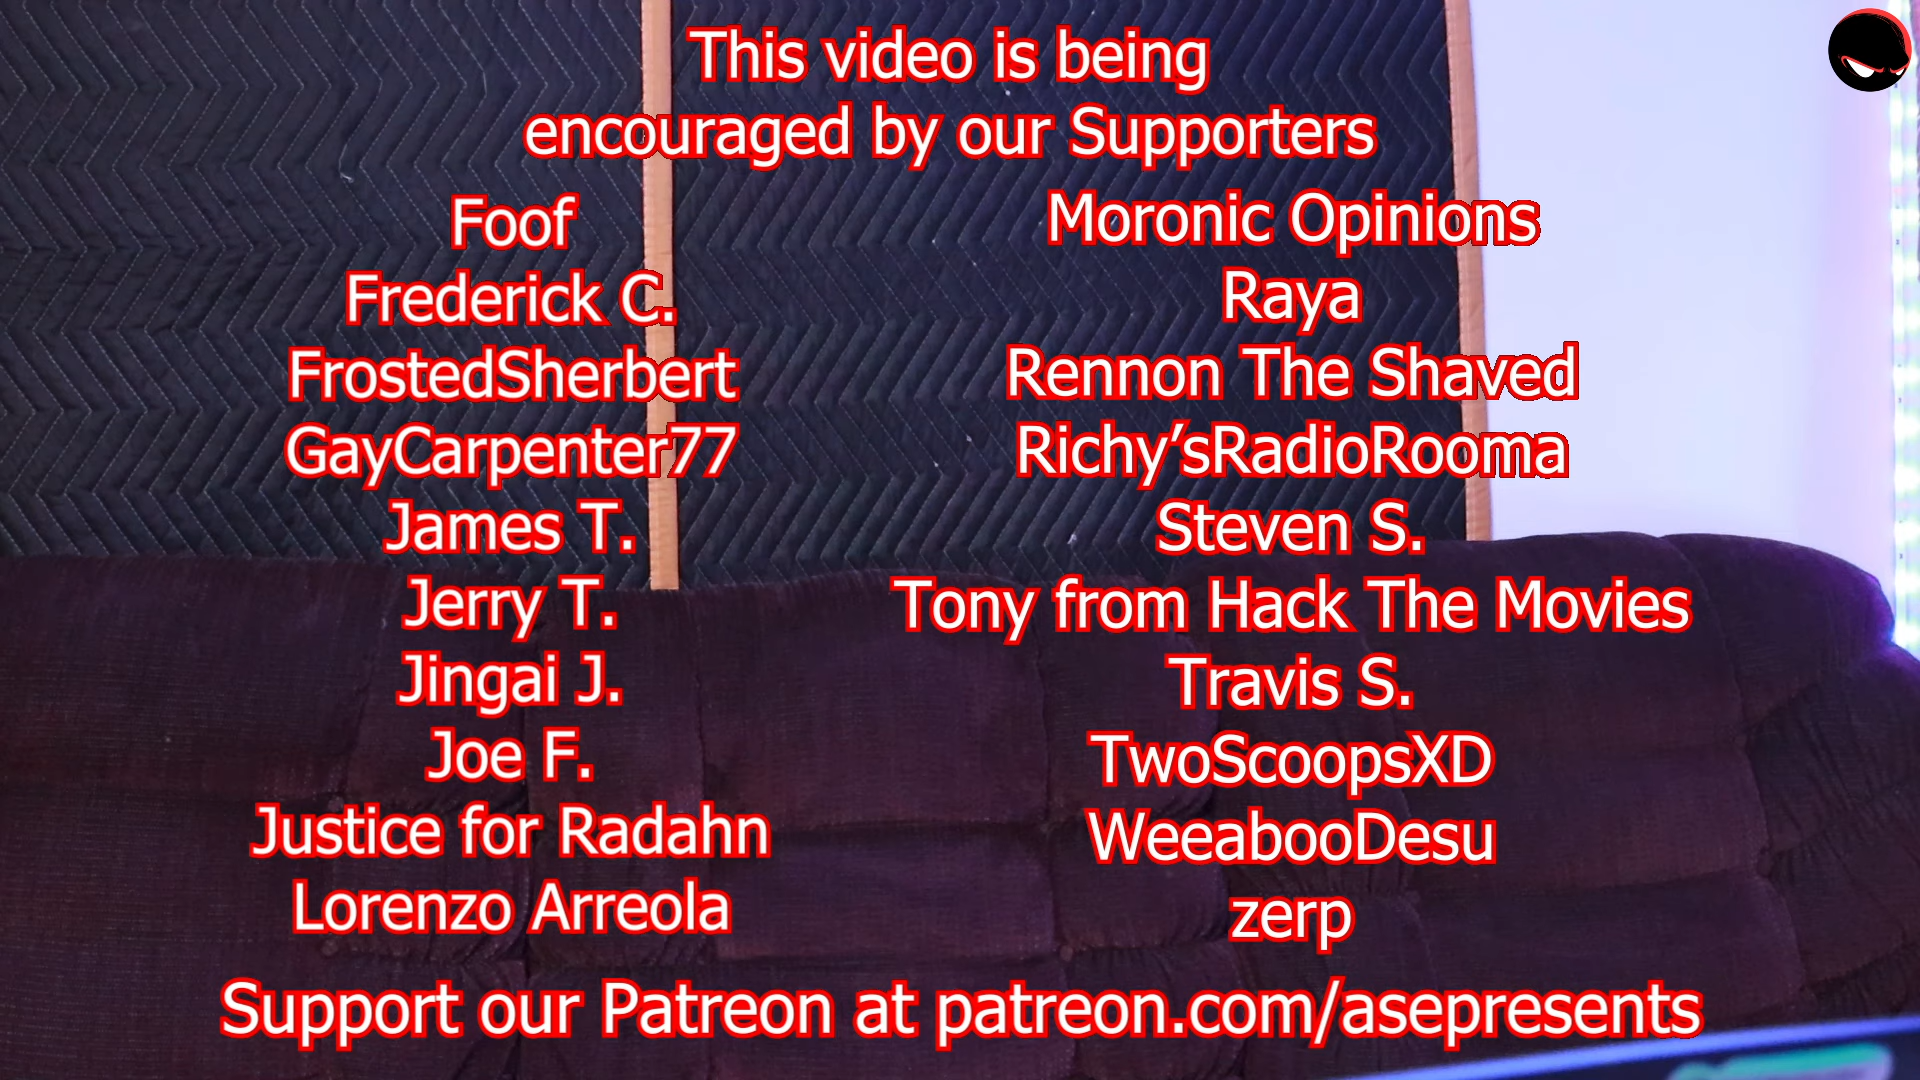 This video is being
encouraged by our Supporters
Foof
Frederick C.
FrostedSherbert
GayCarpenter77
James T.
Jerry T.
Jingai J.
Joe F.
Justice for Radahn
Lorenzo Arreola
Moronic Opinions
Raya
Rennon The Shaved
Richy’sRadioRooma
Steven S.
Tony from Hack The Movies
Travis S.
TwoScoopsXD
WeeabooDesu
zerp
Support our Patreon at patreon.com/asepresents